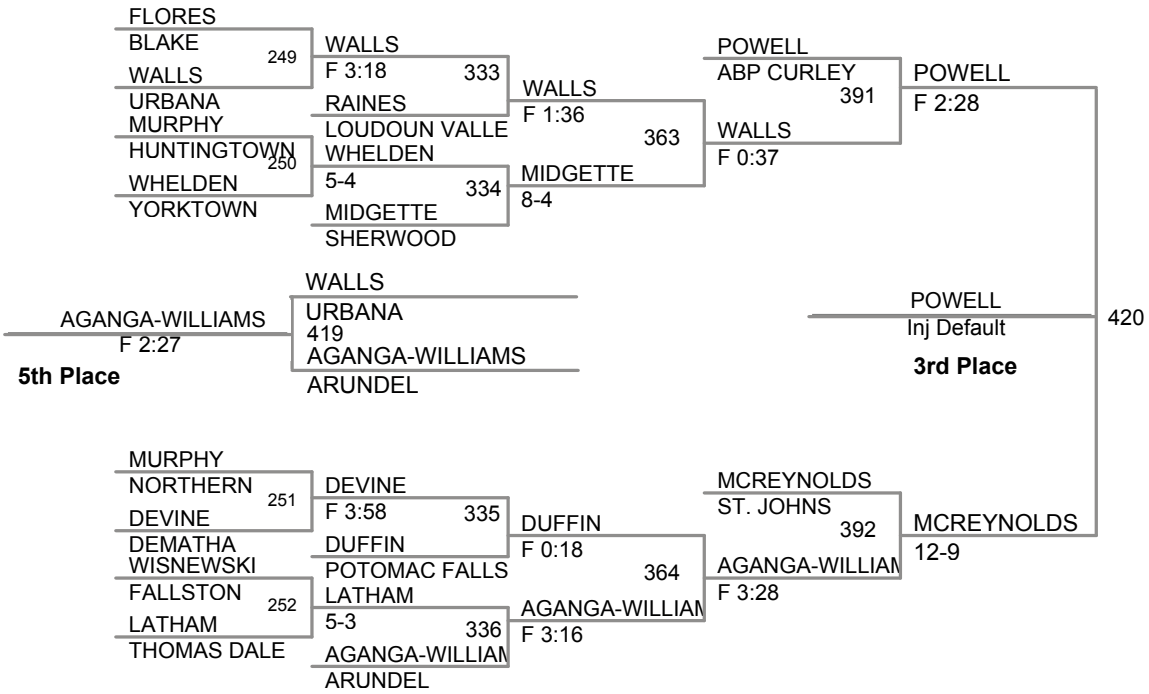 FLORES
BLAKE
249
WALLS
URBANA
WALLS
F 3:18
333
RAINES
LOUDOUN VALLE
MURPHY
HUNTINGTOWN
250
WHELDEN
YORKTOWN
WHELDEN
5-4
334
MIDGETTE
SHERWOOD
WALLS
F 1:36
363
MIDGETTE
8-4
POWELL
ABP CURLEY
391
WALLS
F 0:37
POWELL
F 2:28
WALLS
URBANA
419
AGANGA-WILLIAMS
ARUNDEL
AGANGA-WILLIAMS
F 2:27
5th Place
POWELL
Inj Default
3rd Place
420
MURPHY
NORTHERN
251
DEVINE
DEMATHA
DEVINE
F 3:58
335
DUFFIN
POTOMAC FALLS
WISNEWSKI
FALLSTON
252
LATHAM
THOMAS DALE
LATHAM
5-3
336
AGANGA-WILLIAM
ARUNDEL
DUFFIN
F 0:18
364
AGANGA-WILLIAM
F 3:16
MCREYNOLDS
ST. JOHNS
392
AGANGA-WILLIAM
F 3:28
MCREYNOLDS
12-9